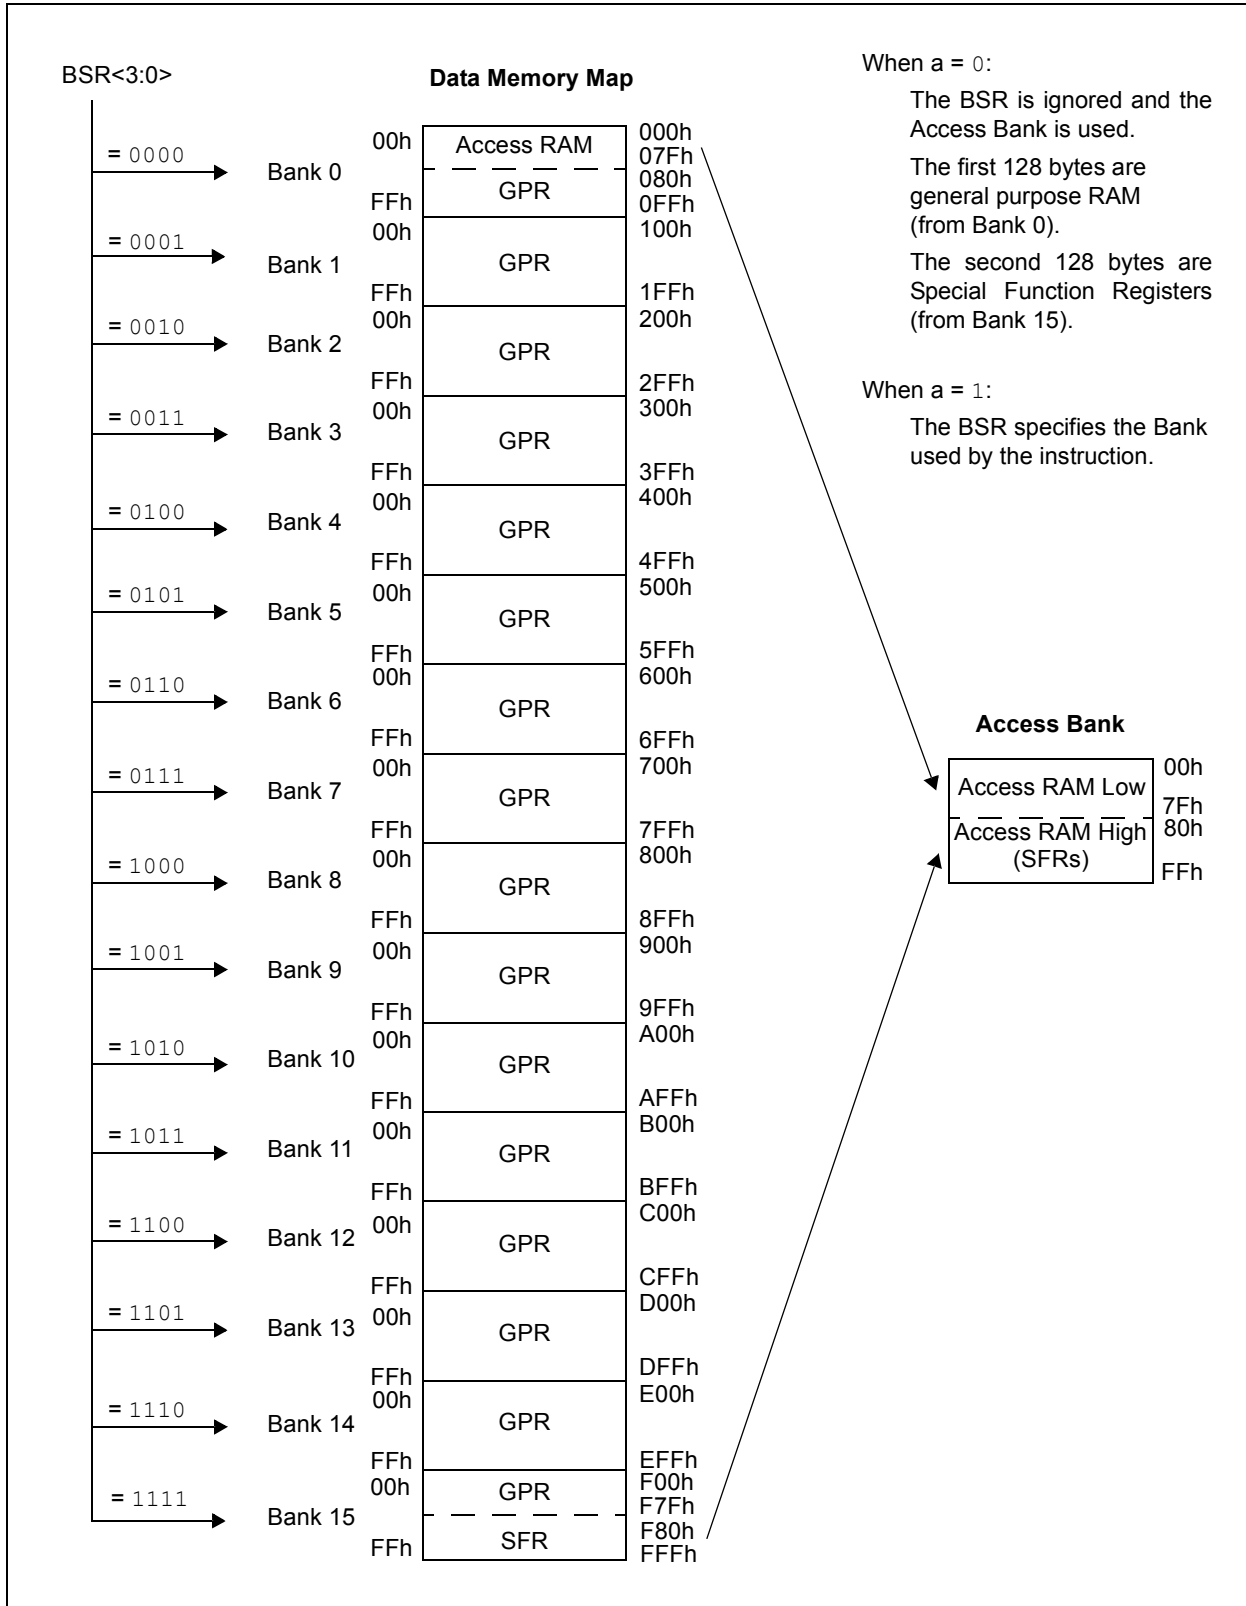 BSR<3:0>
Data Memory Map
When a = 0:
The BSR is ignored and the
Access Bank is used.
The first 128 bytes are
general purpose RAM
(from Bank 0).
The second 128 bytes are
Special Function Registers
(from Bank 15).
When a = 1:
The BSR specifies the Bank
used by the instruction.
= 0000
Bank 0
00h
FFh
Access RAM
GPR
000h
07Fh
080h
0FFh
= 0001
Bank 1
00h
FFh
GPR
100h
1FFh
= 0010
Bank 2
00h
FFh
GPR
200h
2FFh
= 0011
Bank 3
00h
FFh
GPR
300h
3FFh
= 0100
Bank 4
00h
FFh
GPR
400h
4FFh
= 0101
Bank 5
00h
FFh
GPR
500h
5FFh
= 0110
Bank 6
00h
FFh
GPR
600h
6FFh
= 0111
Bank 7
00h
FFh
GPR
700h
7FFh
= 1000
Bank 8
00h
FFh
GPR
800h
8FFh
= 1001
Bank 9
00h
FFh
GPR
900h
9FFh
= 1010
Bank 10
00h
FFh
GPR
A00h
AFFh
= 1011
Bank 11
00h
FFh
GPR
B00h
BFFh
= 1100
Bank 12
00h
FFh
GPR
C00h
CFFh
= 1101
Bank 13
00h
FFh
GPR
D00h
DFFh
= 1110
Bank 14
00h
FFh
GPR
E00h
EFFh
= 1111
Bank 15
00h
FFh
GPR
SFR
F00h
F7Fh
F80h
FFFh
Access Bank
Access RAM Low
Access RAM High
(SFRs)
00h
7Fh
80h
FFh